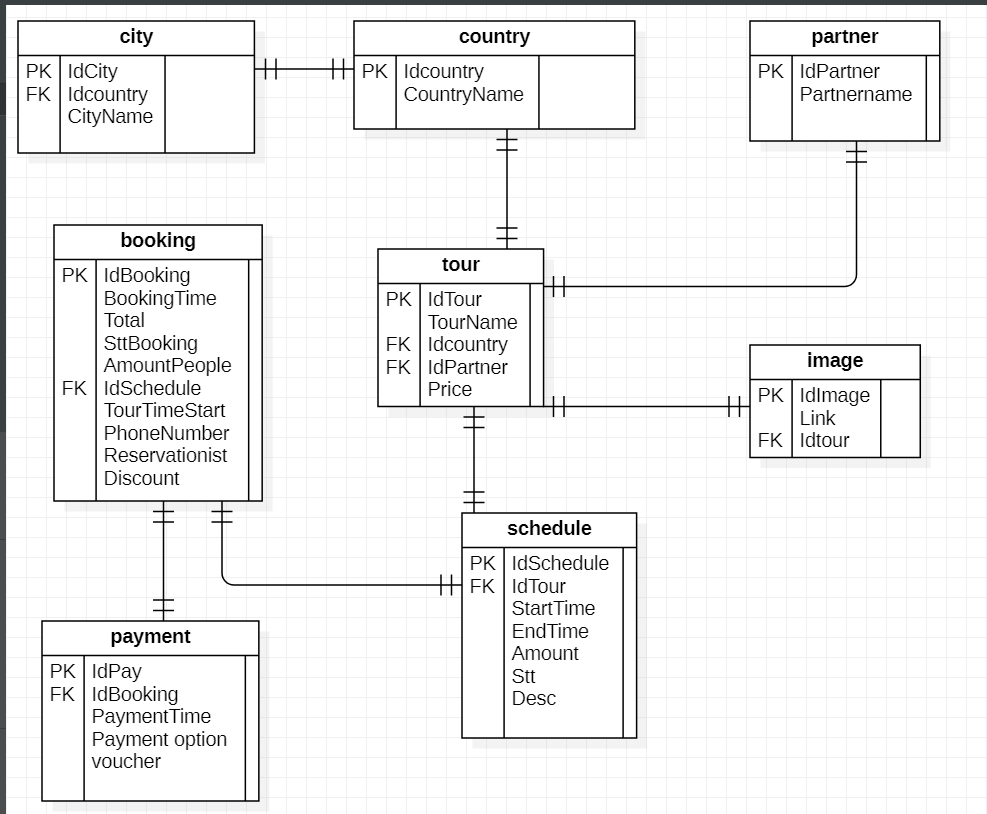 city
PK IdCity
FK Idcountry
CityName
country
PK Idcountry
CountryName
partner
PK IdPartner
Partnername
booking
PK IdBooking
BookingTime
Total
SttBooking
AmountPeople
FK IdSchedule
TourTimeStart
PhoneNumber
Reservationist
Discount
tour
PK IdTour
TourName
FK Idcountry
FK IdPartner
Price
image
PK IdImage
Link
FK Idtour
schedule
PK IdSchedule
FK IdTour
StartTime
EndTime
Amount
Stt
Desc
payment
PK IdPay
FK IdBooking
PaymentTime
Payment option
voucher